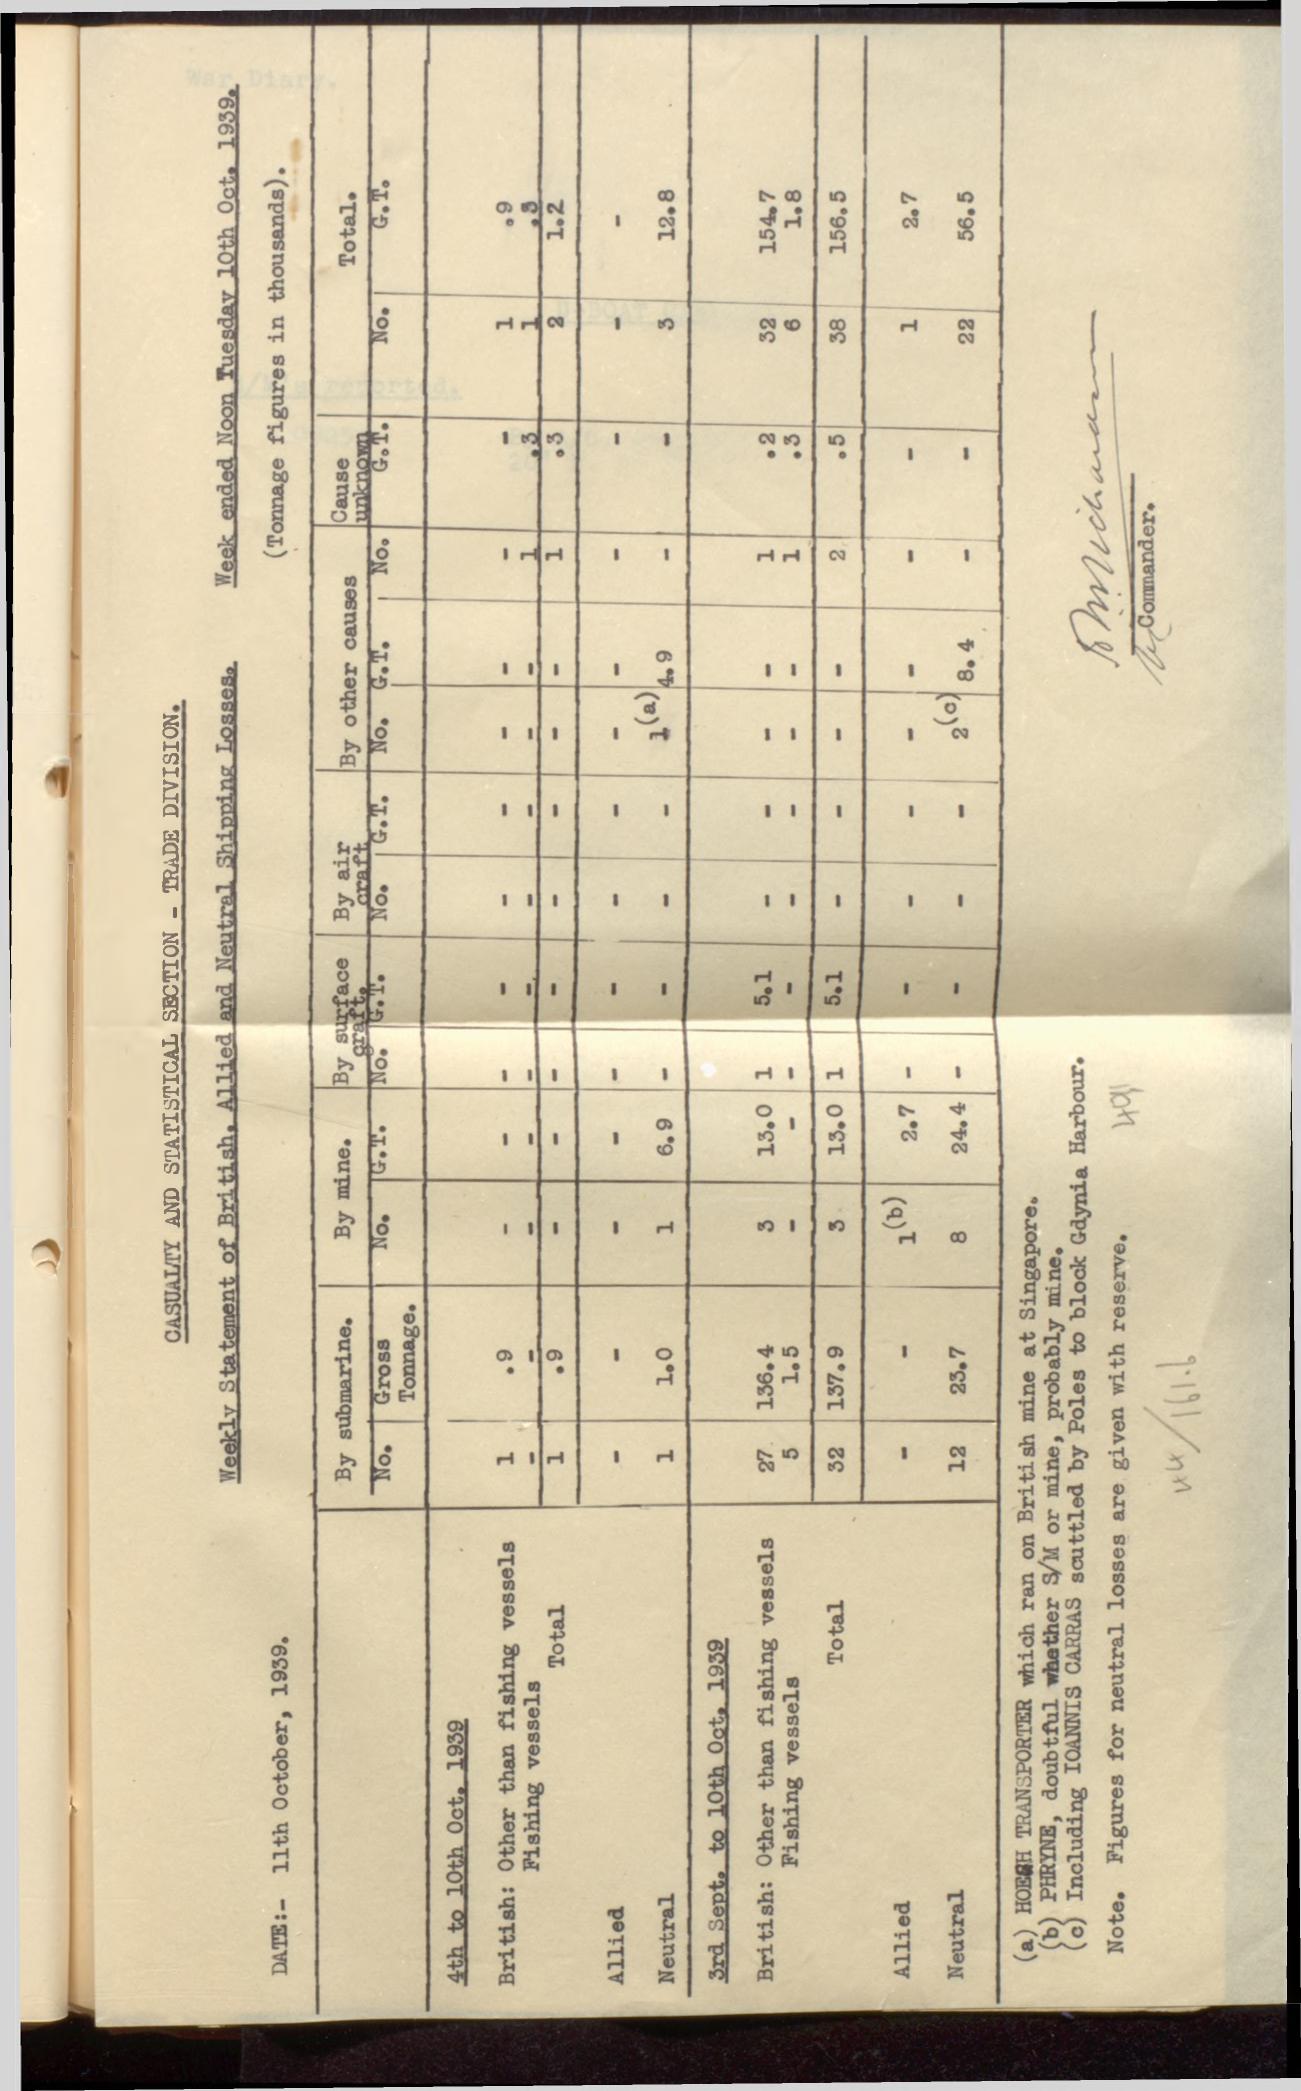 CASUALTY AND STATISTICAL SECTION - TRADE DIVISION.
Weekly Statement of British, Allied and Neutral Shipping Losses. Week ended Noon Tuesday 10th Oct. 1939.
DATE:- 11th October, 1939. (Tonnage figures in thousands).
By submarine. By mine. By surface craft. By air craft By other causes Cause unknown Total.
No. Gross Tonnage. No. G.T. No. G.T. No. G.T. No. G.T. No. G.T. No. G.T.
4th to 10th Oct. 1939
British: Other than fishing vessels 1 .9 - - - - - - - - - - 1 .9
Fishing vessels - - - - - - - - - - 1 .3 1 .3
Total 1 .9 - - - - - - - - 1 .3 2 1.2
Allied - - - - - - - - - - - - - -
Neutral 1 1.0 1 6.9 - - - - 1(a) 4.9 - - 3 12.8
3rd Sept. to 10th Oct. 1939
British: Other than fishing vessels 27 136.4 3 13.0 1 5.1 - - - - 1 .2 32 154.7
Fishing vessels 5 1.5 - - - - - - - - 1 .3 6 1.8
Total 32 137.9 3 13.0 1 5.1 - - - - 2 .5 38 156.5
Allied - - 1(b) 2.7 - - - - - - - - 1 2.7
Neutral 12 23.7 8 24.4 - - - - 2(c) 8.4 - - 22 56.5
(a) HOEGH TRANSPORTER which ran on British mine at Singapore.
(b) PHRYNE, doubtful whether S/M or mine, probably mine.
(c) Including IOANNIS CARRAS scuttled by Poles to block Gdynia Harbour.
Note. Figures for neutral losses are given with reserve.
Commander.
44/161.6
War Diary.
reported.